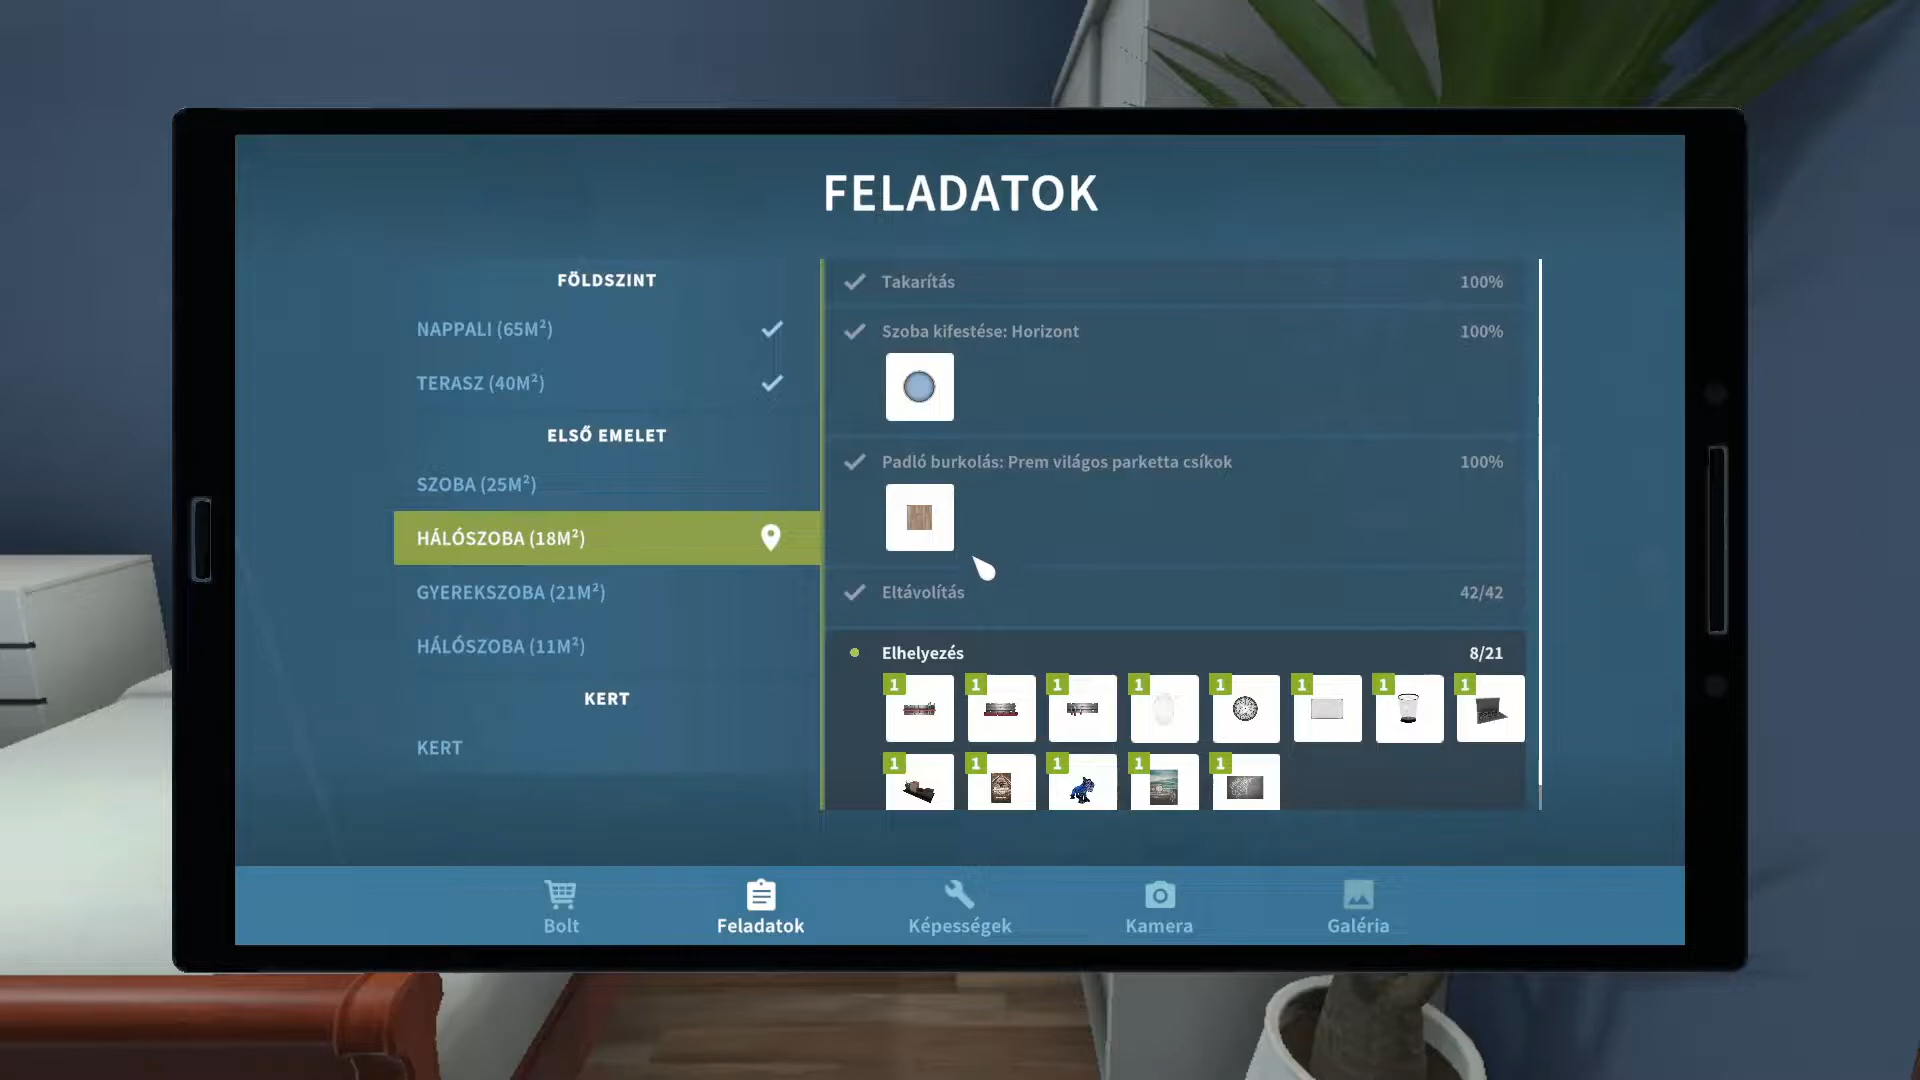 FELADATOK
FÖLDSZINT
NAPPALI (65M²)
TERASZ (40M²)
ELSŐ EMELET
SZOBA (25M²)
HÁLÓSZOBA (18M²)
GYEREKSZOBA (21M²)
HÁLÓSZOBA (11M²)
KERT
KERT
Takarítás 100%
Szoba kifestése: Horizont 100%
Padló burkolás: Prem világos parketta csíkok 100%
Eltávolítás 42/42
Elhelyezés 8/21
1 1 1 1 1 1 1 1
1 1 1 1 1
Bolt Feladatok Képességek Kamera Galéria